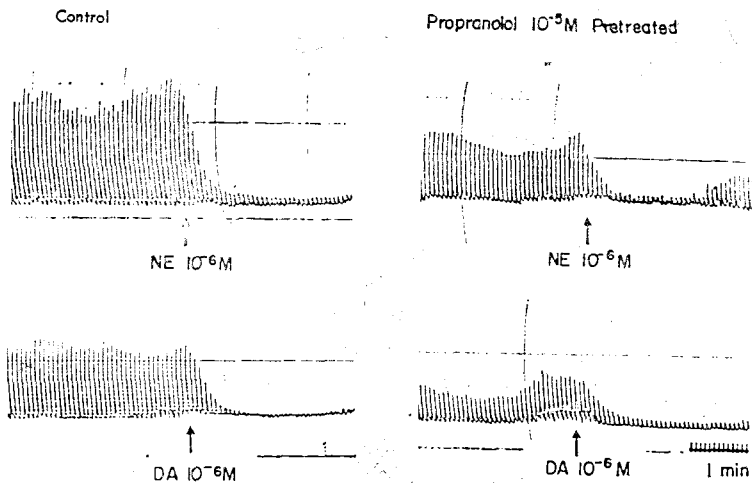 Control
Propranolol 10⁻⁵M Pretreated
NE 10⁻⁶M
NE 10⁻⁶M
DA 10⁻⁶M
DA 10⁻⁶M
1 min